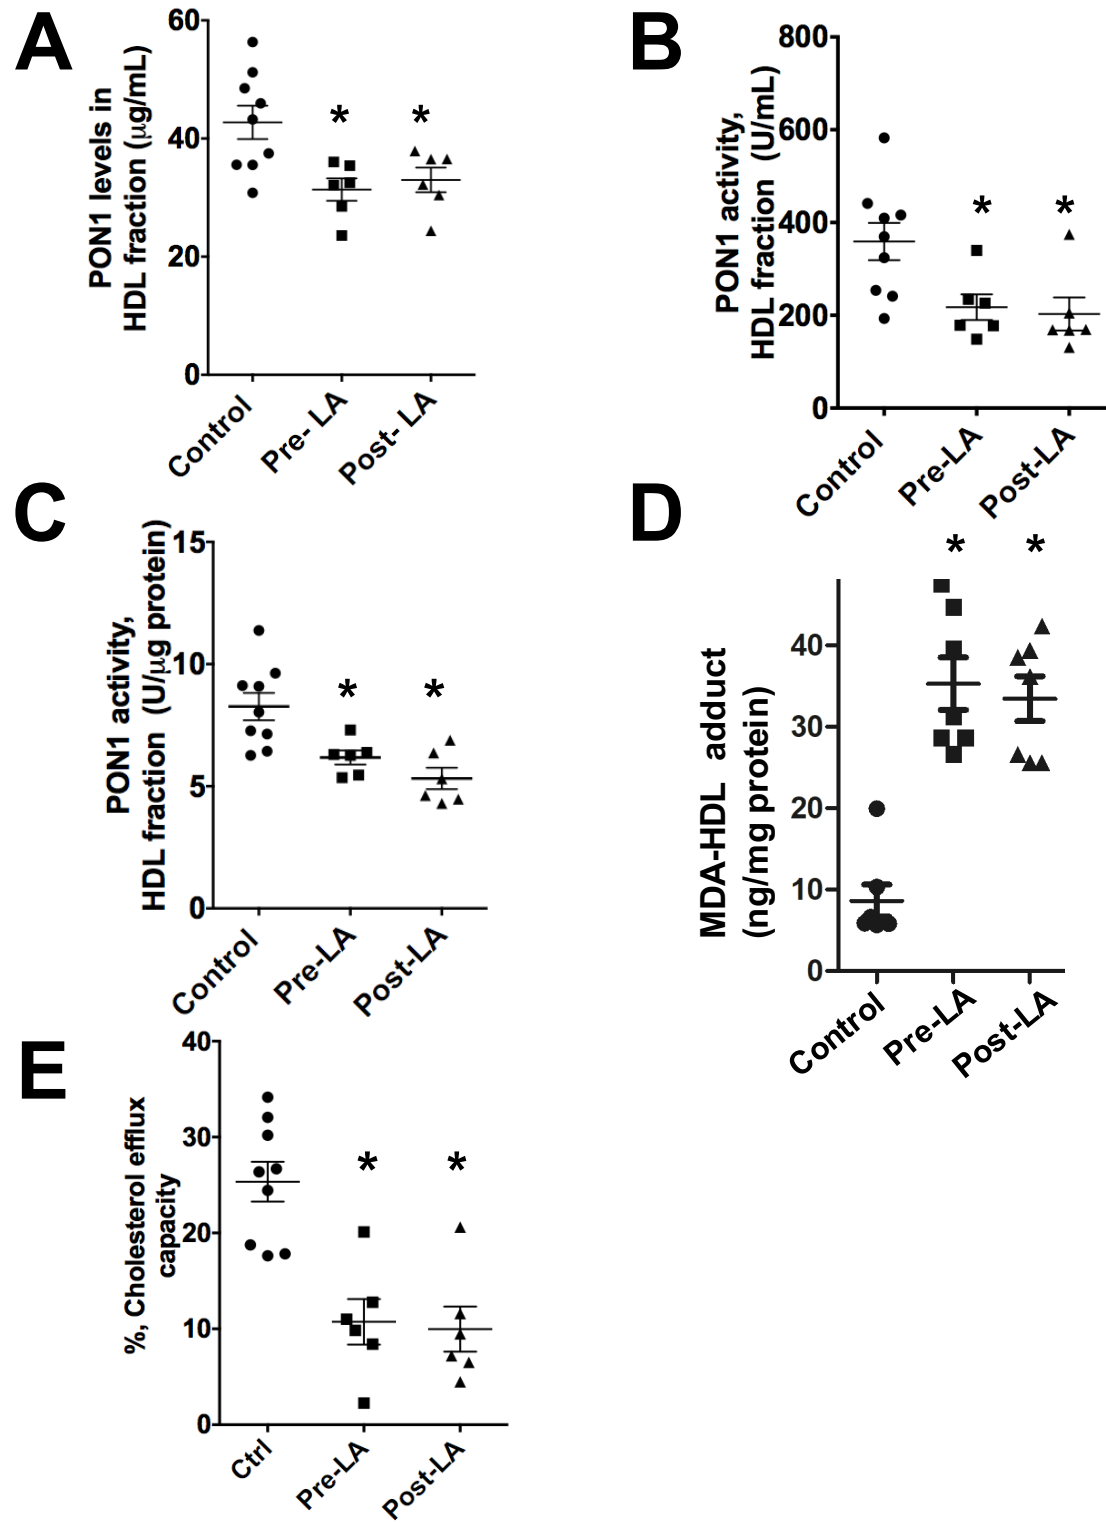 A
PON1 levels in
HDL fraction (µg/mL)
60
40
20
0
*
*
Control
Pre- LA
Post- LA
B
PON1 activity,
HDL fraction (U/mL)
800
600
400
200
0
*
*
Control
Pre-LA
Post-LA
C
PON1 activity,
HDL fraction (U/µg protein)
15
10
5
0
*
*
Control
Pre-LA
Post-LA
D
MDA-HDL adduct
(ng/mg protein)
40
30
20
10
0
*
*
Control
Pre-LA
Post-LA
E
%, Cholesterol efflux
capacity
40
30
20
10
0
*
*
Ctrl
Pre-LA
Post-LA